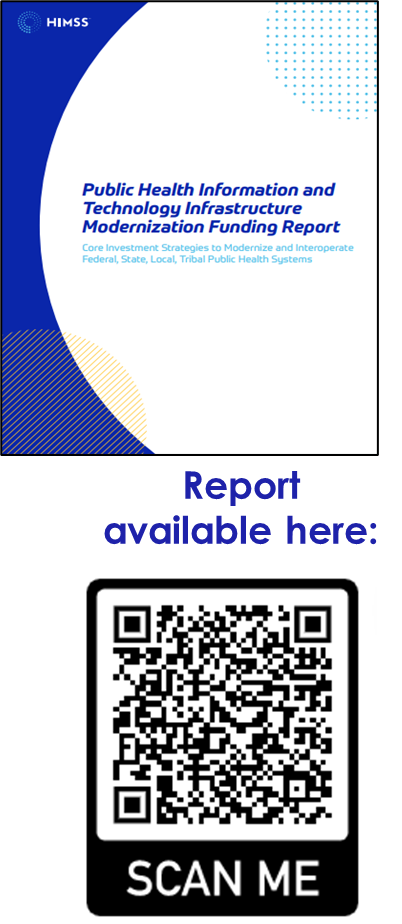 HIMSS
Public Health Information and
Technology Infrastructure
Modernization Funding Report
Core Investment Strategies to Modernize and Interoperate
Federal, State, Local, Tribal Public Health Systems
Report
available here:
SCAN ME